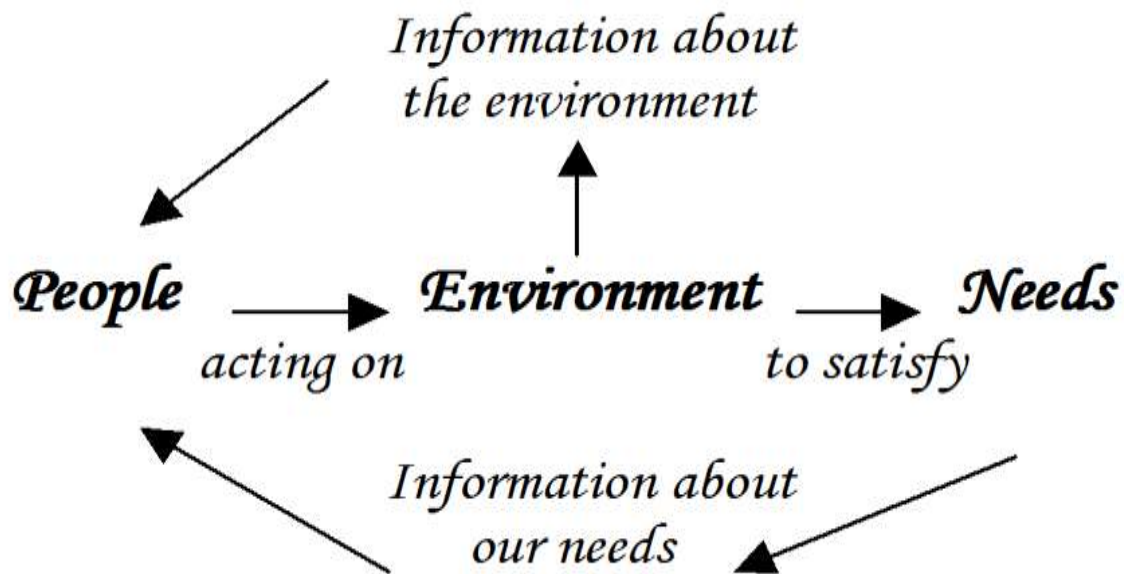 Information about
the environment
People
Environment
Needs
acting on
to satisfy
Information about
our needs